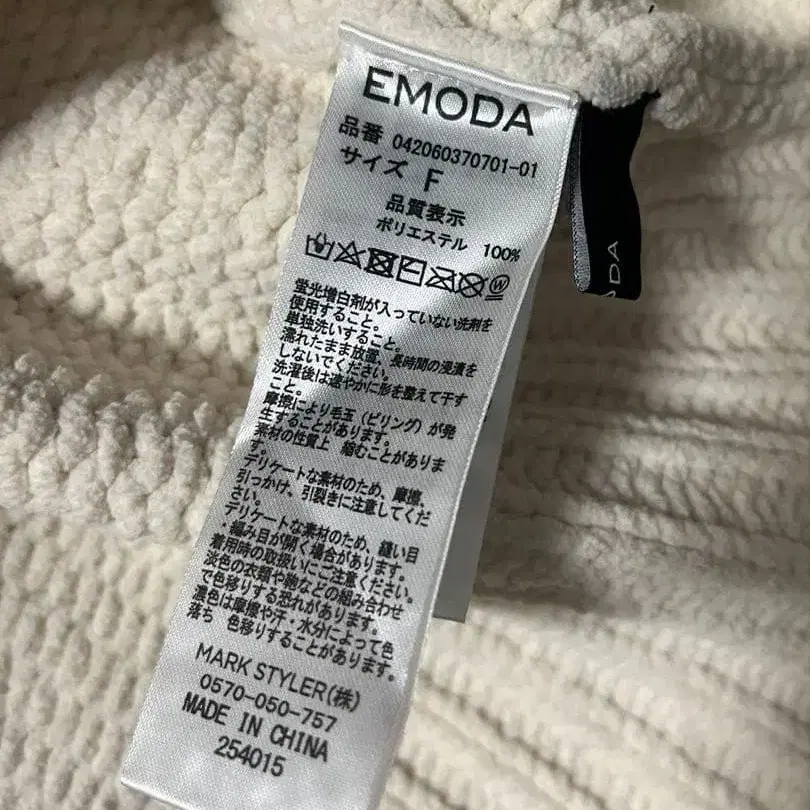 EMODA
品番 042060370701-01
サイズ F
品質表示
ポリエステル 100%
W
蛍光増白剤が入っていない洗剤を
使用すること。
単独洗いすること。
濡れたまま放置、長時間の浸漬を
しないでください。
洗濯後は速やかに形を整えて干す
こと。
摩擦により毛玉(ピリング)が発
生することがあります。
素材の性質上 縮むことがありま
す。
デリケートな素材のため、摩擦、
引っかけ、引裂きに注意してくだ
さい。
デリケートな素材のため、縫い目
・編み目が開く場合があります。
着用時の取扱いにご注意ください。
淡色の衣類や鞄などの組み合わせ
で色移りする恐れがあります。
濃色は摩擦や汗・水分によって色
落ち 色移りすることがあります。
MARK STYLER(株)
0570-050-757
MADE IN CHINA
254015
MODA